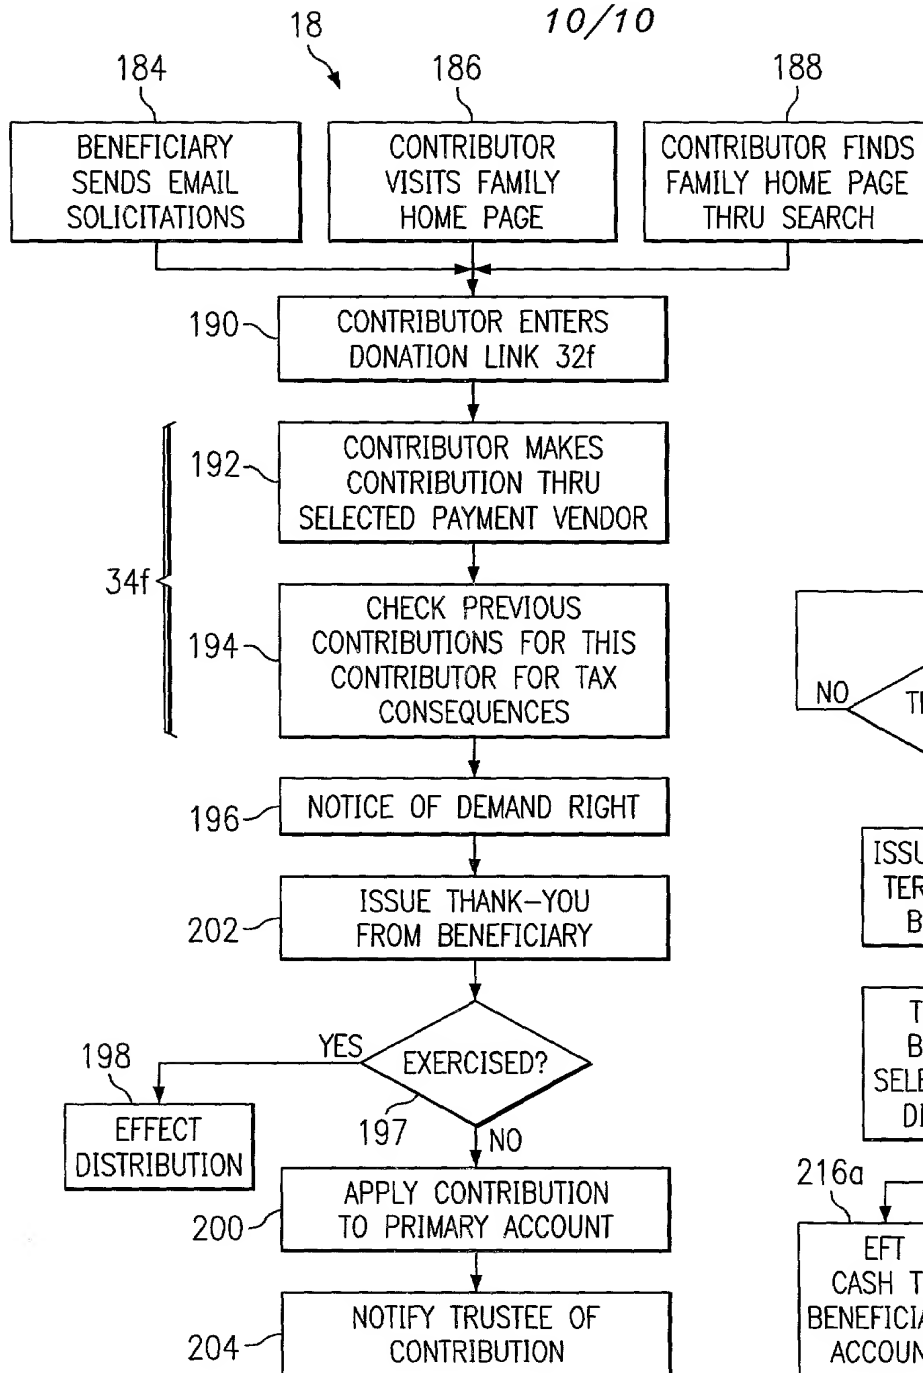 10/10
18
184
186
188
BENEFICIARY
SENDS EMAIL
SOLICITATIONS
CONTRIBUTOR
VISITS FAMILY
HOME PAGE
CONTRIBUTOR FINDS
FAMILY HOME PAGE
THRU SEARCH
190
CONTRIBUTOR ENTERS
DONATION LINK 32f
192
CONTRIBUTOR MAKES
CONTRIBUTION THRU
SELECTED PAYMENT VENDOR
34f
194
CHECK PREVIOUS
CONTRIBUTIONS FOR THIS
CONTRIBUTOR FOR TAX
CONSEQUENCES
196
NOTICE OF DEMAND RIGHT
202
ISSUE THANK-YOU
FROM BENEFICIARY
YES
EXERCISED?
197
NO
198
EFFECT
DISTRIBUTION
200
APPLY CONTRIBUTION
TO PRIMARY ACCOUNT
204
NOTIFY TRUSTEE OF
CONTRIBUTION
NO
216a
EFT
CASH